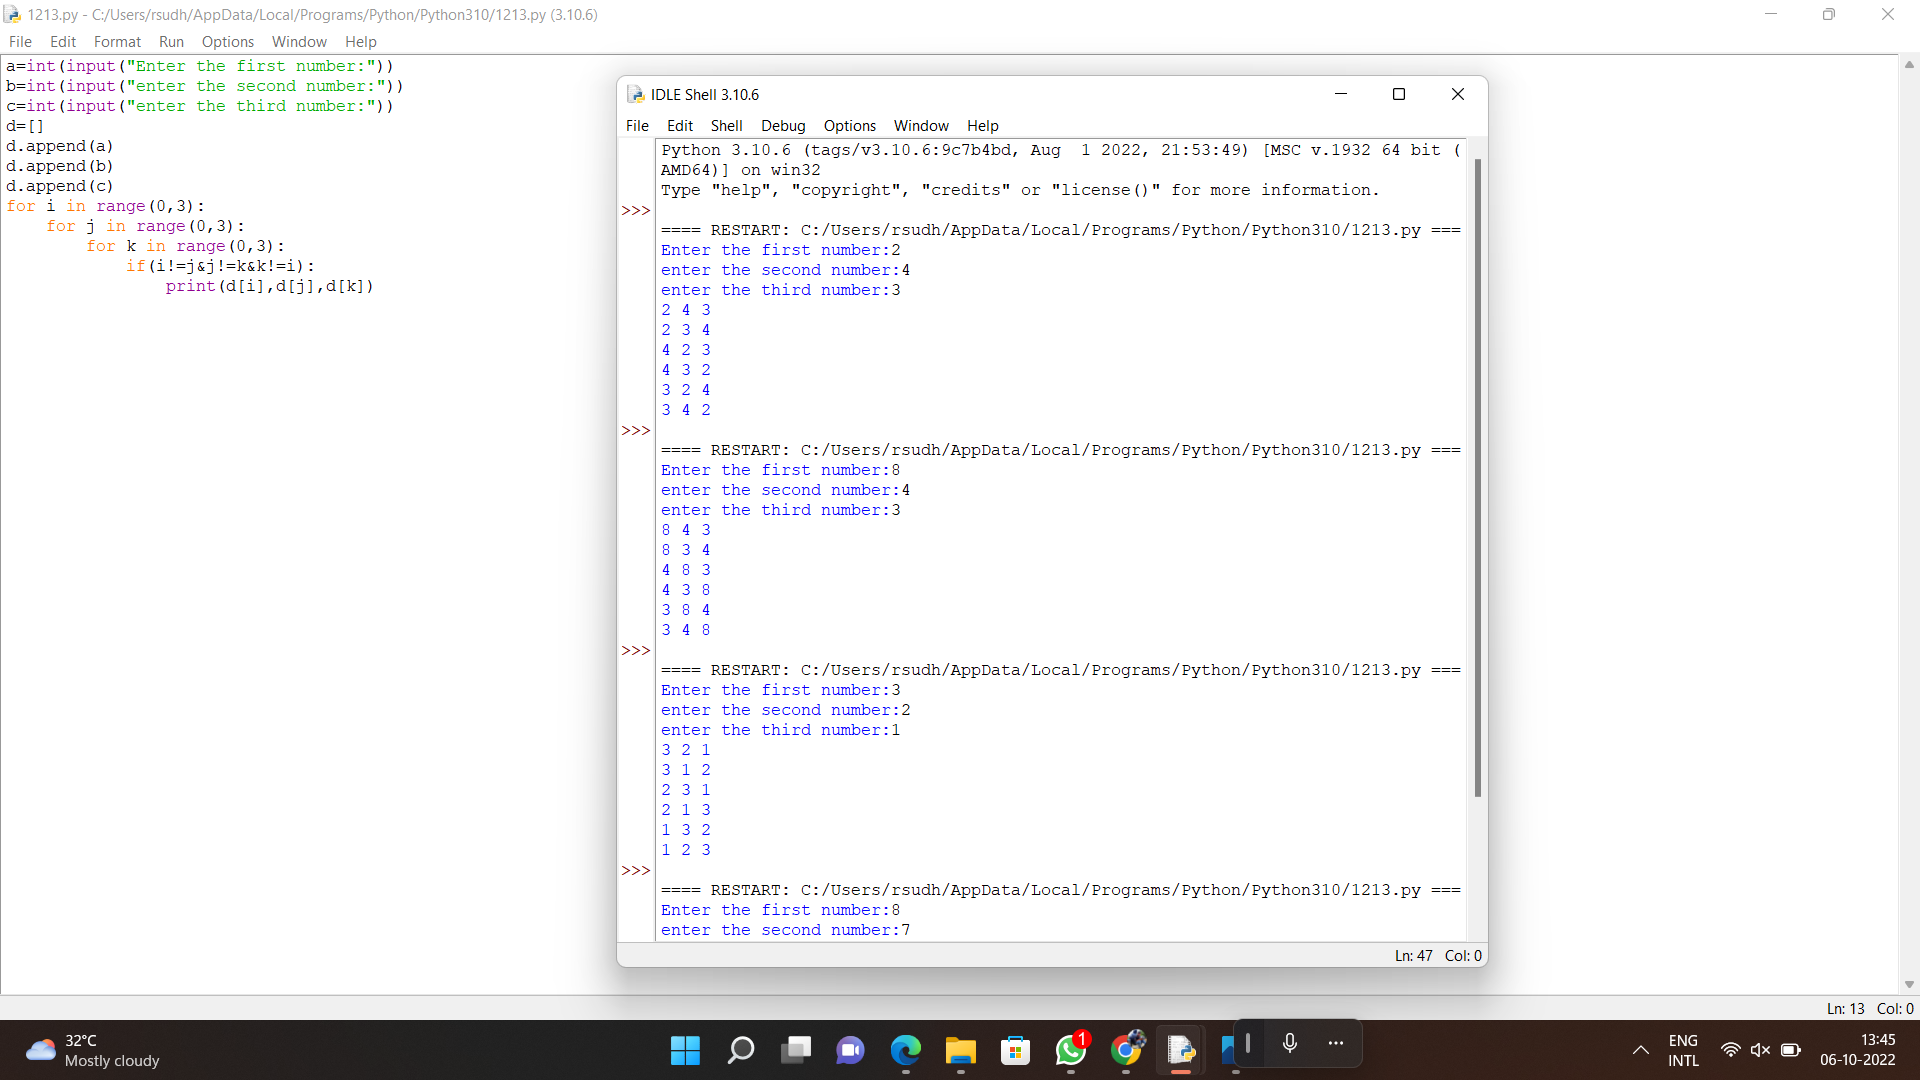 1213.py - C:/Users/rsudh/AppData/Local/Programs/Python/Python310/1213.py (3.10.6)
File Edit Format Run Options Window Help
a=int(input("Enter the first number:"))
b=int(input("enter the second number:"))
c=int(input("enter the third number:"))
d=[]
d.append(a)
d.append(b)
d.append(c)
for i in range(0,3):
    for j in range(0,3):
        for k in range(0,3):
            if(i!=j&j!=k&k!=i):
                print(d[i],d[j],d[k])
IDLE Shell 3.10.6
File Edit Shell Debug Options Window Help
Python 3.10.6 (tags/v3.10.6:9c7b4bd, Aug  1 2022, 21:53:49) [MSC v.1932 64 bit (
AMD64)] on win32
Type "help", "copyright", "credits" or "license()" for more information.
>>>
==== RESTART: C:/Users/rsudh/AppData/Local/Programs/Python/Python310/1213.py ===
Enter the first number:2
enter the second number:4
enter the third number:3
2 4 3
2 3 4
4 2 3
4 3 2
3 2 4
3 4 2
>>>
==== RESTART: C:/Users/rsudh/AppData/Local/Programs/Python/Python310/1213.py ===
Enter the first number:8
enter the second number:4
enter the third number:3
8 4 3
8 3 4
4 8 3
4 3 8
3 8 4
3 4 8
>>>
==== RESTART: C:/Users/rsudh/AppData/Local/Programs/Python/Python310/1213.py ===
Enter the first number:3
enter the second number:2
enter the third number:1
3 2 1
3 1 2
2 3 1
2 1 3
1 3 2
1 2 3
>>>
==== RESTART: C:/Users/rsudh/AppData/Local/Programs/Python/Python310/1213.py ===
Enter the first number:8
enter the second number:7
Ln: 47 Col: 0
Ln: 13 Col: 0
32°C
Mostly cloudy
1
ENG
INTL
13:45
06-10-2022